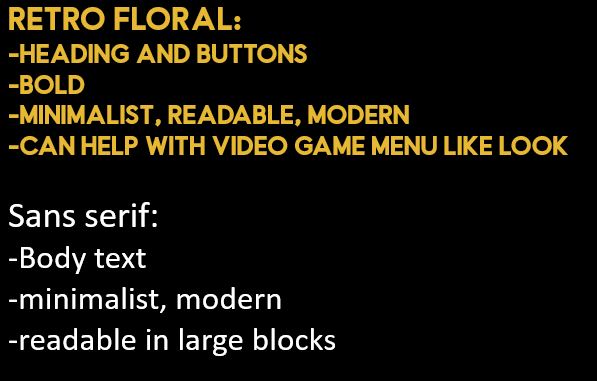 RETRO FLORAL:
-HEADING AND BUTTONS
-BOLD
-MINIMALIST, READABLE, MODERN
-CAN HELP WITH VIDEO GAME MENU LIKE LOOK
Sans serif:
-Body text
-minimalist, modern
-readable in large blocks